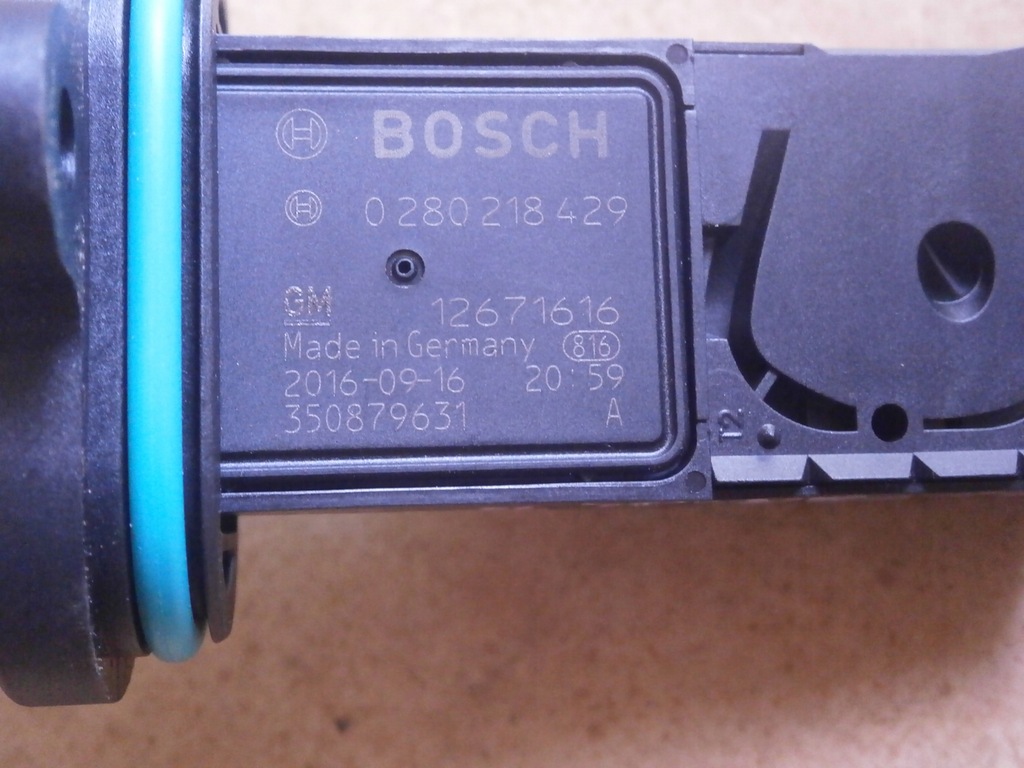 BOSCH
0 280 218 429
GM 12671616
Made in Germany 816
2016-09-16 20:59
350879631 A
12